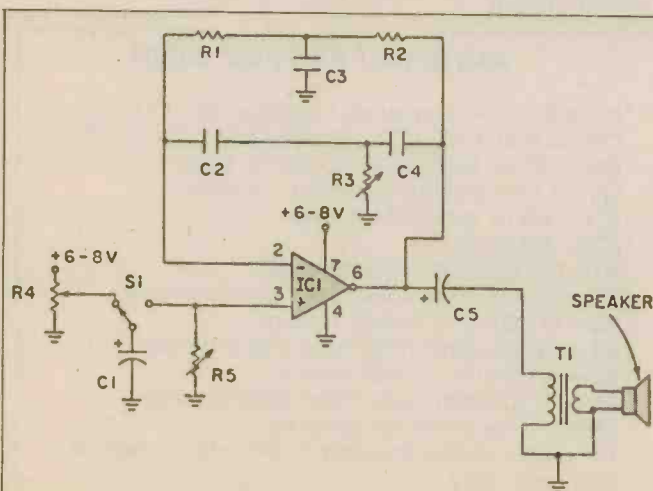 R1
R2
C3
C2
C4
R3
+6-8V
+6-8V
2
-
7
6
S1
IC1
R4
3
+
4
+
C5
SPEAKER
+
C1
R5
T1